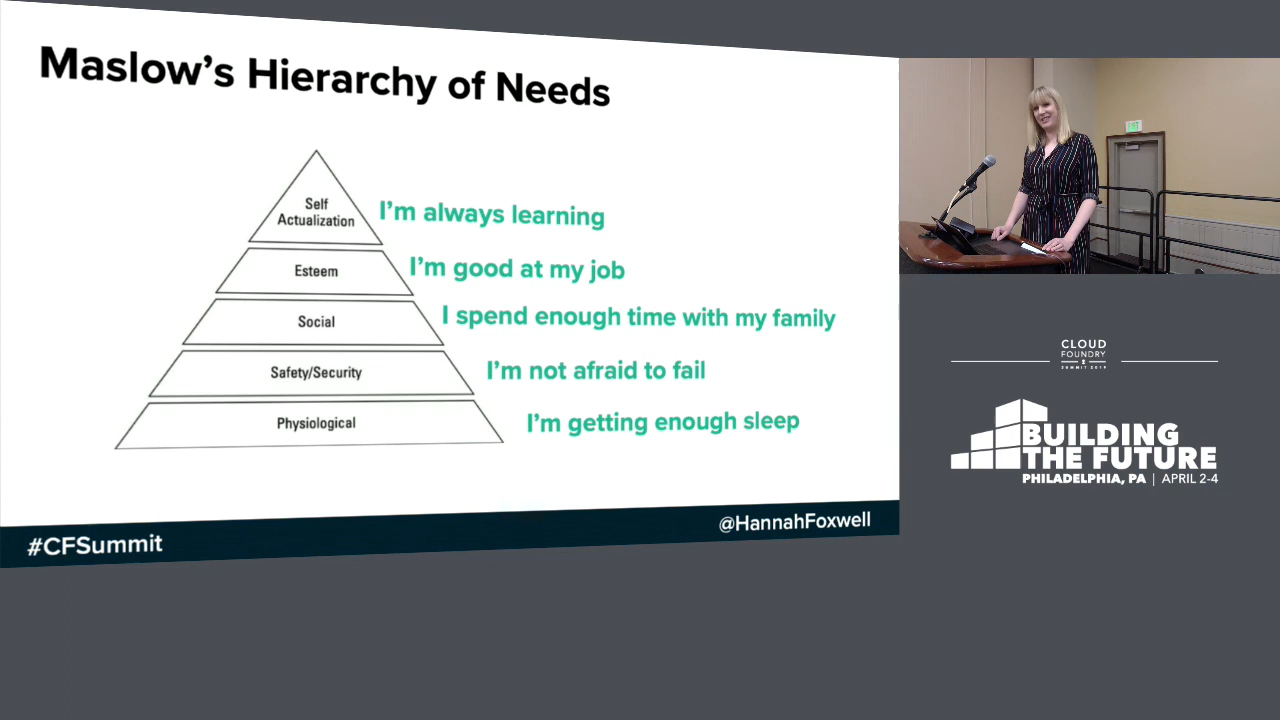 Maslow's Hierarchy of Needs
Self
Actualization
I'm always learning
Esteem
I'm good at my job
Social
I spend enough time with my family
Safety/Security
I'm not afraid to fail
Physiological
I'm getting enough sleep
#CFSummit
@HannahFoxwell
CLOUD
FOUNDRY
SUMMIT 2019
BUILDING
THE FUTURE
PHILADELPHIA, PA | APRIL 2-4